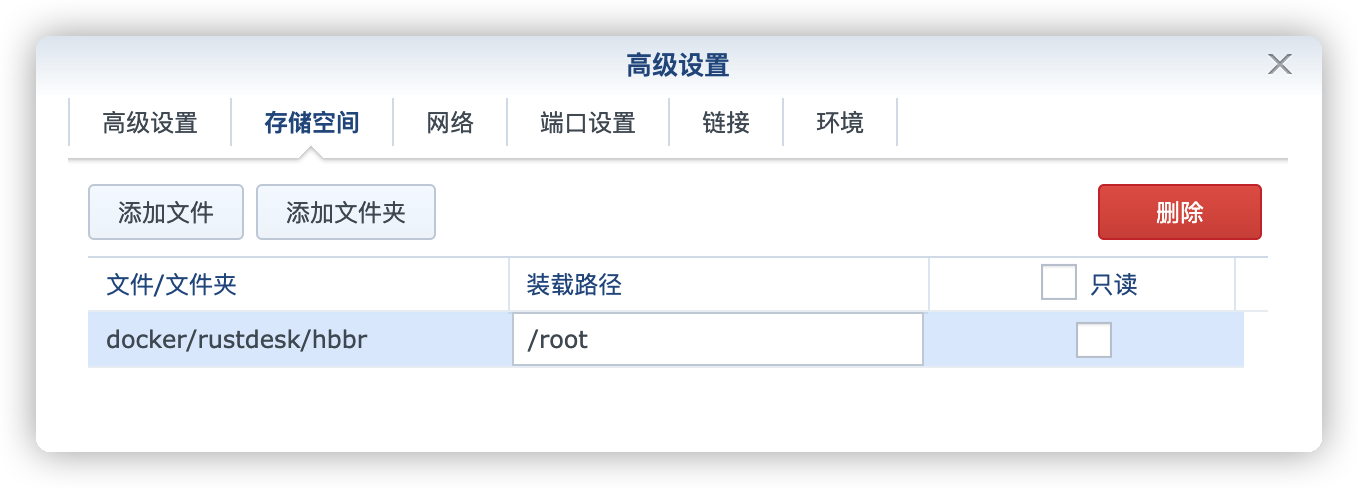 高级设置
高级设置 存储空间 网络 端口设置 链接 环境
添加文件 添加文件夹 删除
文件/文件夹 装载路径 只读
docker/rustdesk/hbbr /root